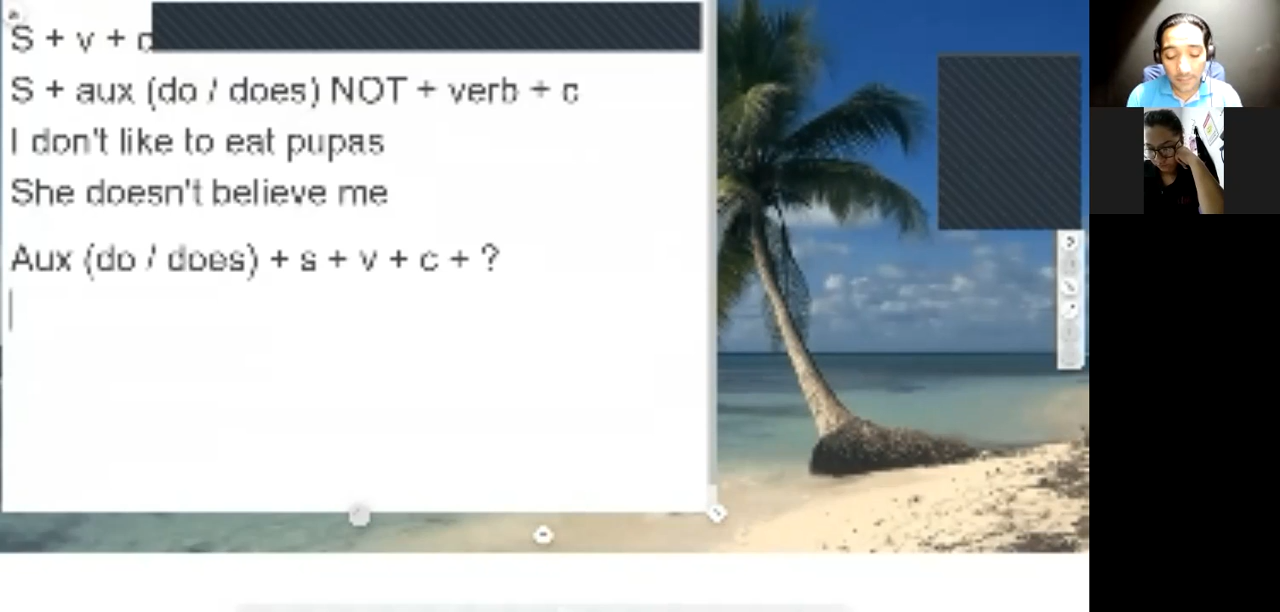 S + v + c
S + aux (do / does) NOT + verb + c
I don't like to eat pupas
She doesn't believe me
Aux (do / does) + s + v + c + ?